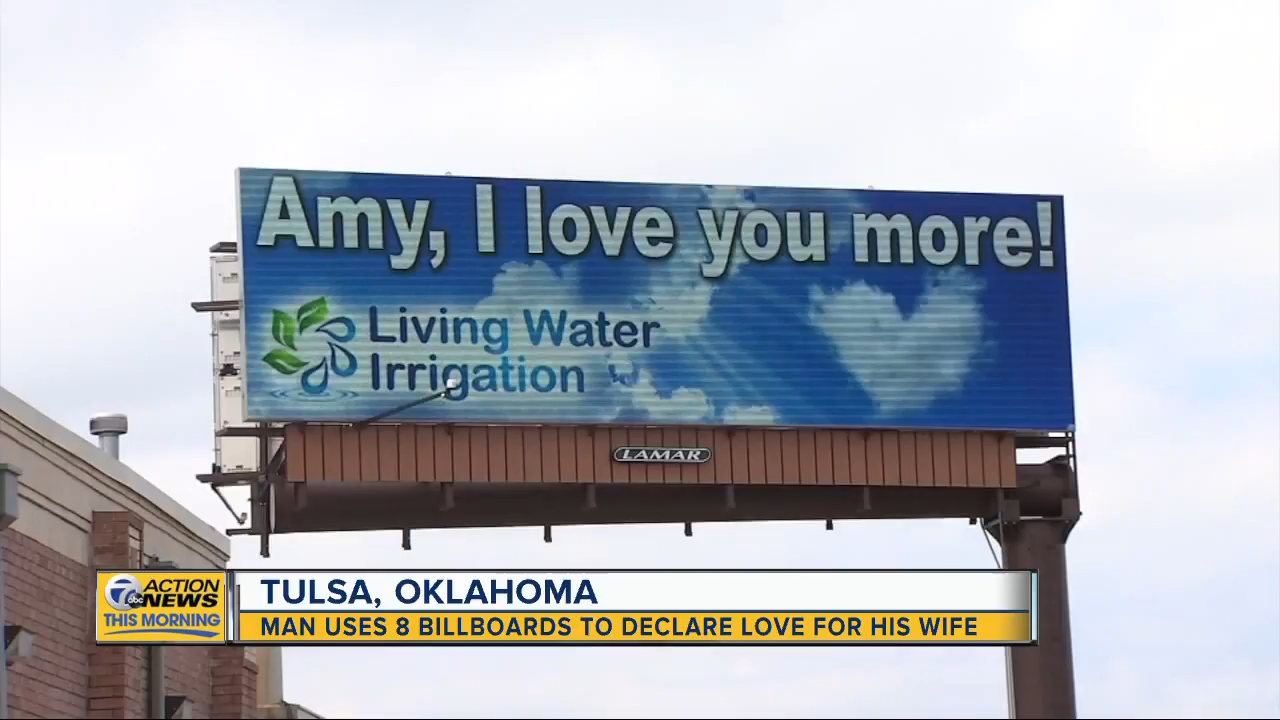 Amy, I love you more!
Living Water
Irrigation
LAMAR
7 abc
ACTION
NEWS
THIS MORNING
TULSA, OKLAHOMA
MAN USES 8 BILLBOARDS TO DECLARE LOVE FOR HIS WIFE